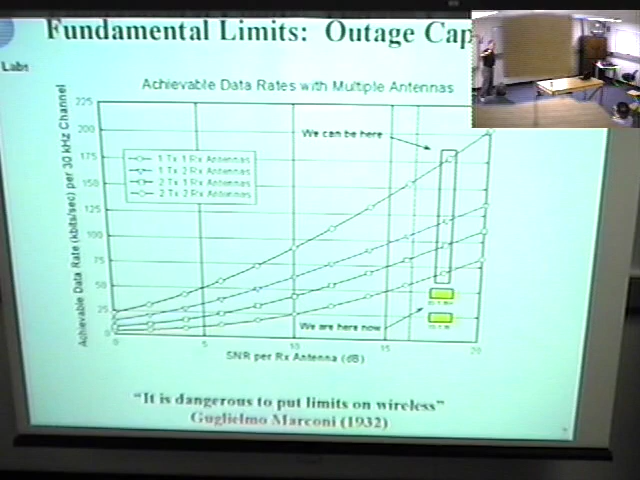 Fundamental Limits: Outage Cap
Labs
Achievable Data Rates with Multiple Antennas
Achievable Data Rate (kbits/sec) per 30 kHz Channel
225
200
175
150
125
100
75
50
25
0
We can be here
1 Tx 1 Rx Antennas
1 Tx 2 Rx Antennas
2 Tx 1 Rx Antennas
2 Tx 2 Rx Antennas
We are here now
0 5 10 15 20
SNR per Rx Antenna (dB)
“It is dangerous to put limits on wireless”
Guglielmo Marconi (1932)